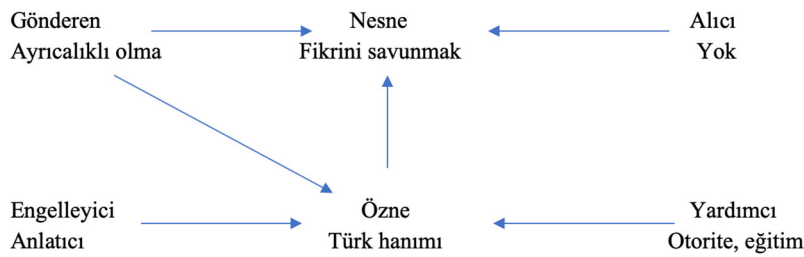 Gönderen
Ayrıcalıklı olma
Nesne
Fikrini savunmak
Alıcı
Yok
Engelleyici
Anlatıcı
Özne
Türk hanımı
Yardımcı
Otorite, eğitim